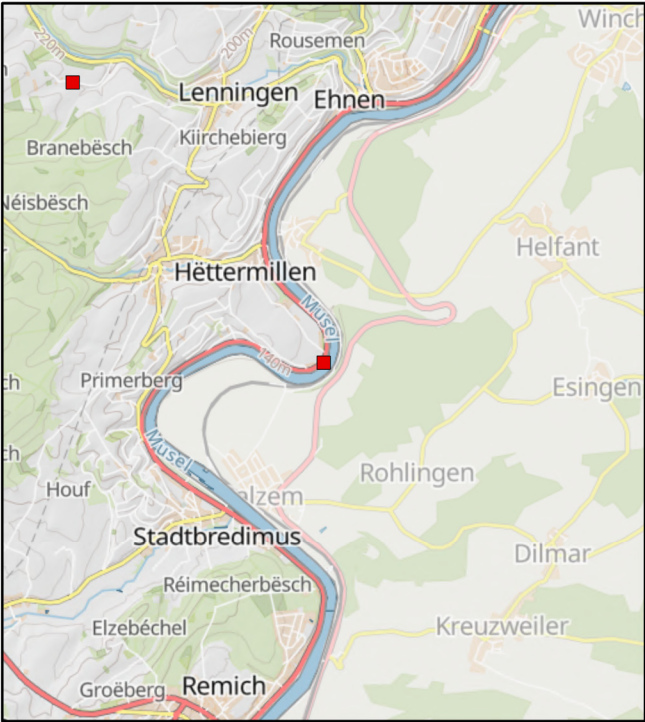 Winch
220m
200m
Rousemen
Lenningen
Ehnen
Kiirchebierg
Branebësch
Néisbësch
Helfant
Hëttermillen
Musel
140m
Primerberg
Esingen
Musel
Rohlingen
Houf
alzem
Stadtbredimus
Dilmar
Réimecherbësch
Elzebéchel
Kreuzweiler
Groëberg
Remich